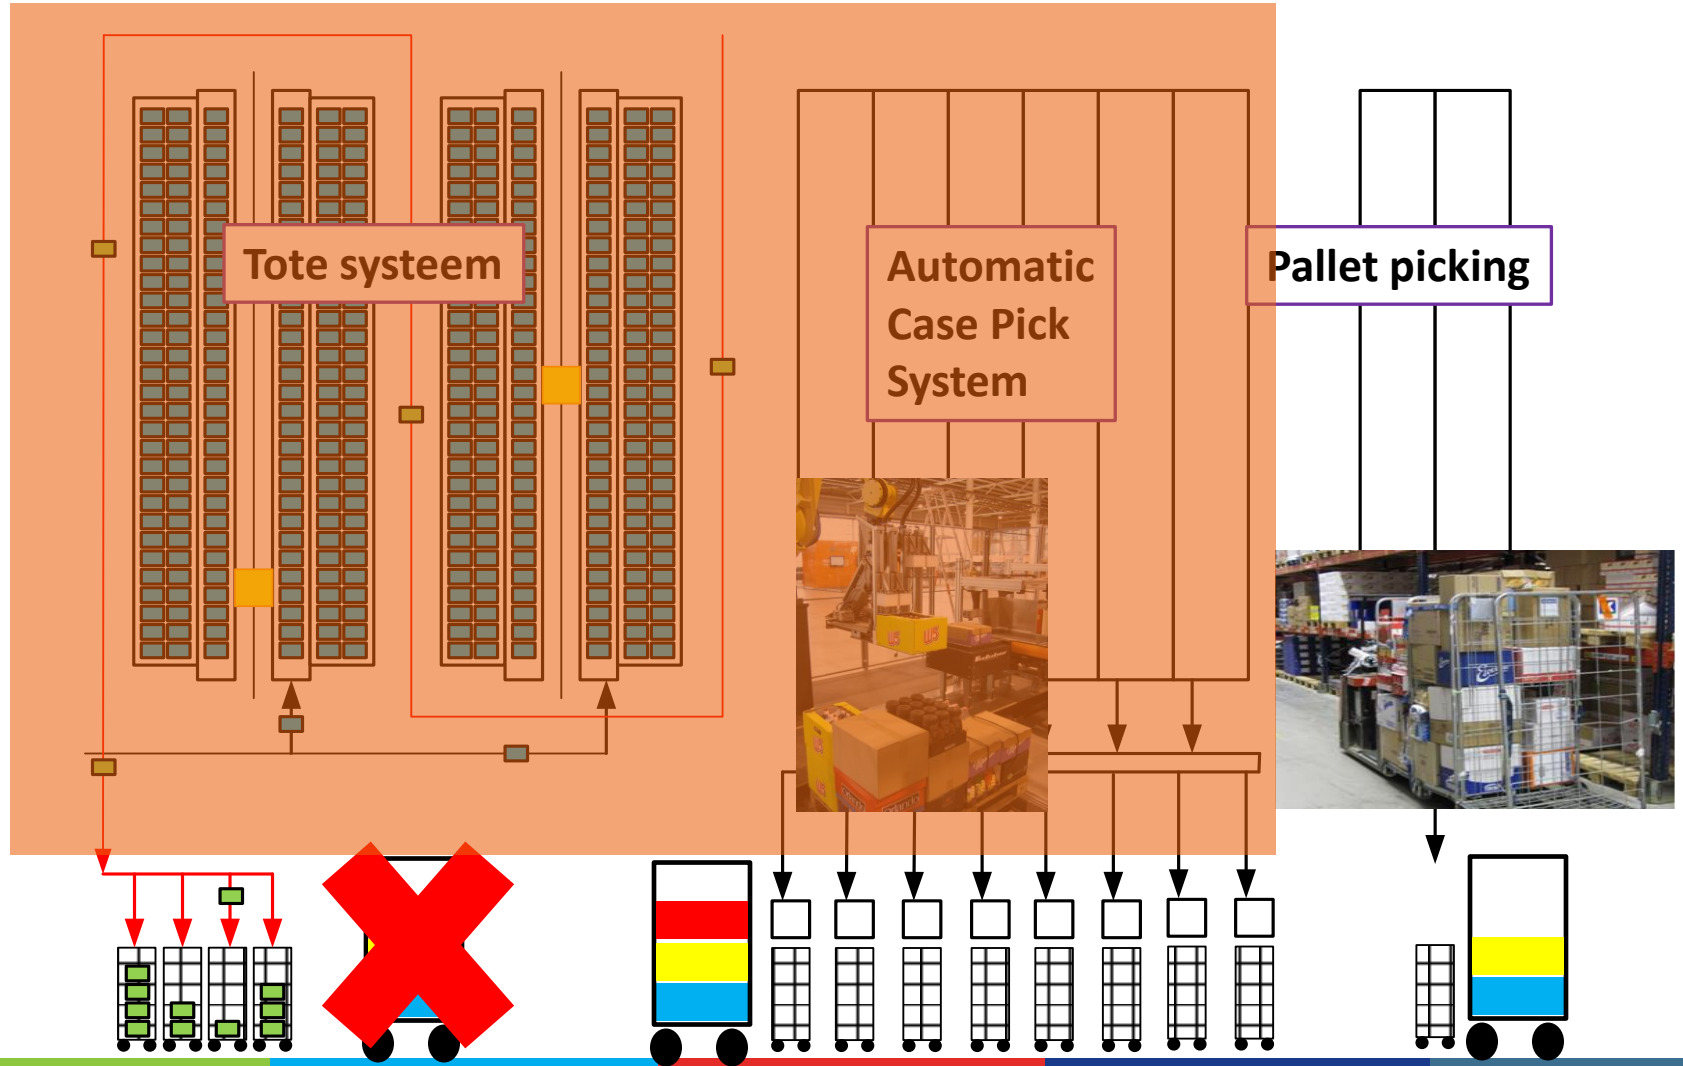 Tote systeem
Automatic
Case Pick
System
Pallet picking